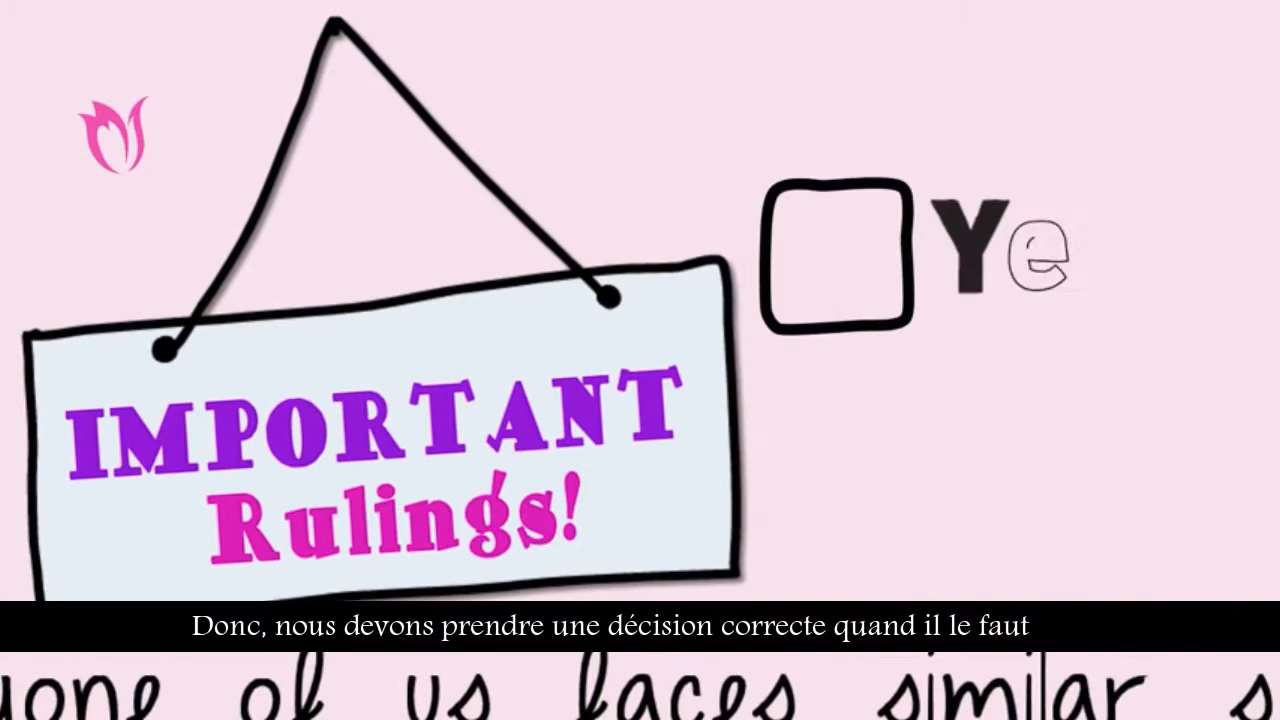 Ye
IMPORTANT
Rulings!
Donc, nous devons prendre une décision correcte quand il le faut
of us faces similar